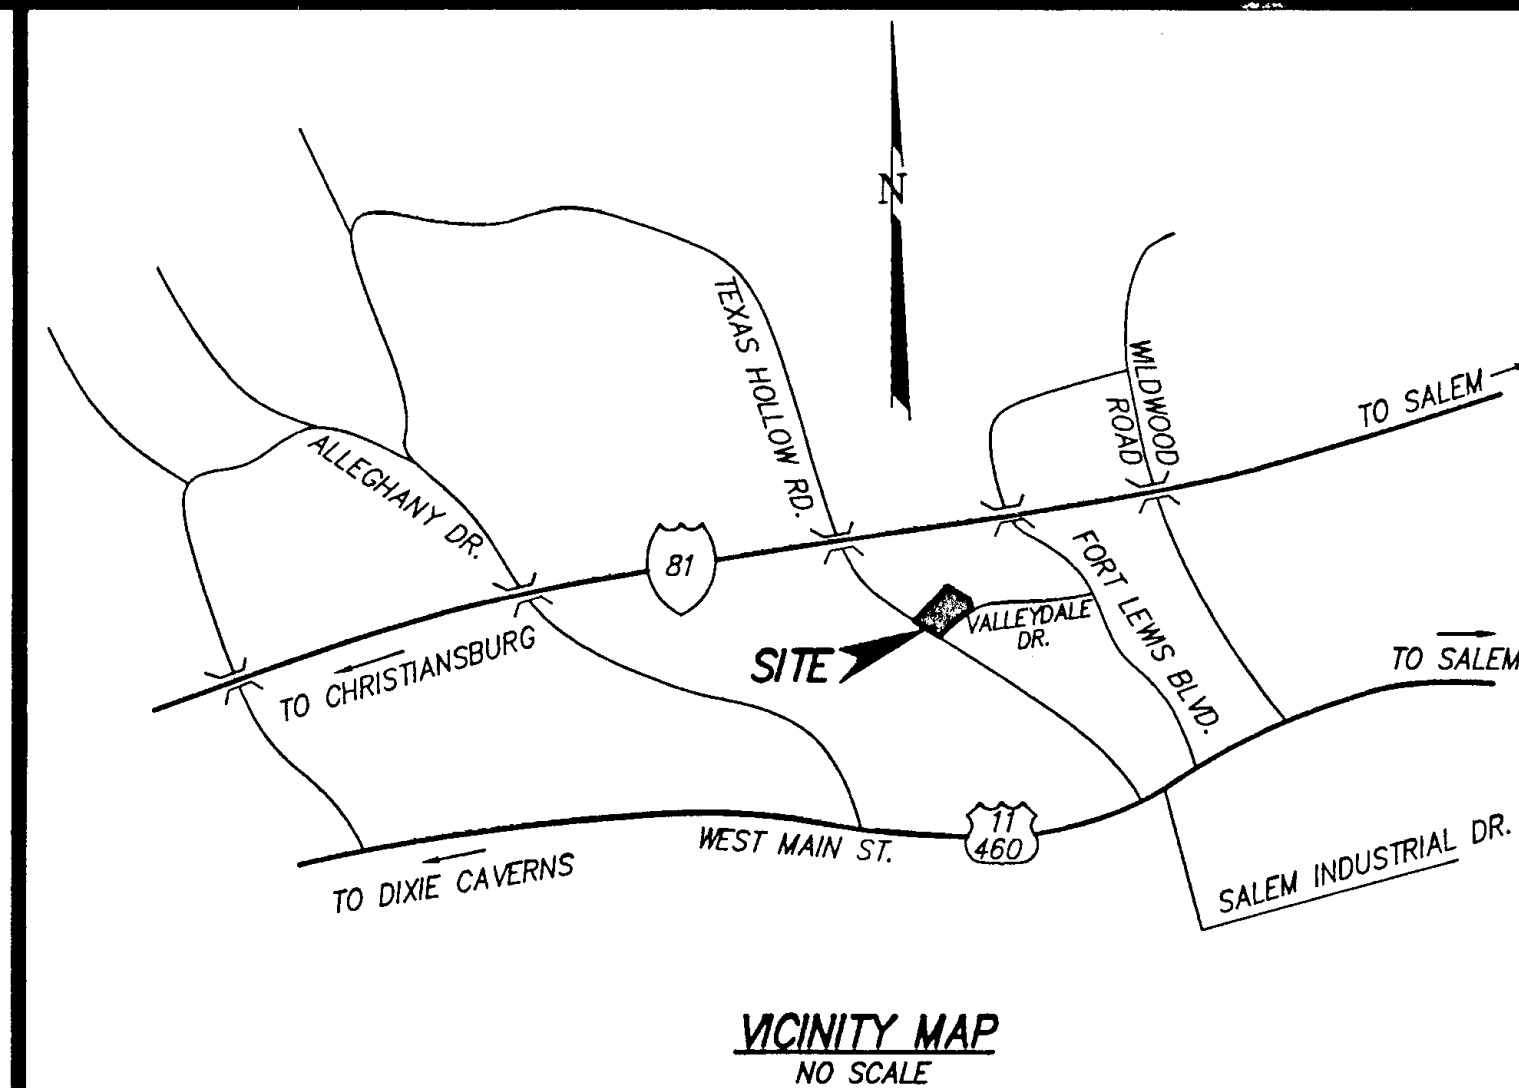 N
TEXAS HOLLOW RD.
WILDWOOD
ROAD
TO SALEM
ALLEGHANY DR.
81
FORT LEWIS BLVD.
VALLEYDALE
DR.
SITE
TO CHRISTIANSBURG
TO SALEM
11
460
WEST MAIN ST.
TO DIXIE CAVERNS
SALEM INDUSTRIAL DR.
VICINITY MAP
NO SCALE